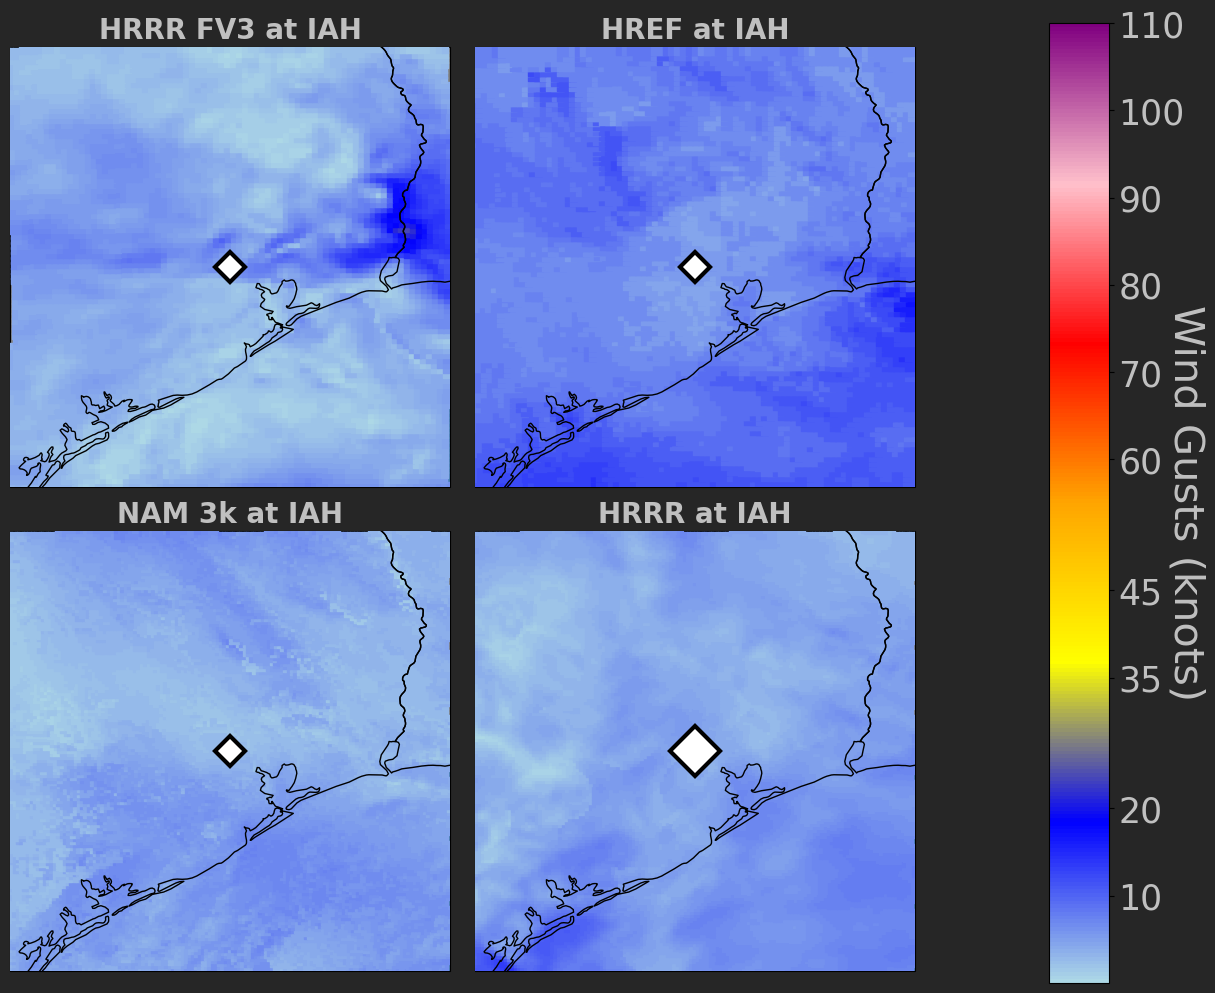 HRRR FV3 at IAH
HREF at IAH
NAM 3k at IAH
HRRR at IAH
110
100
90
80
70
60
45
35
20
10
Wind Gusts (knots)